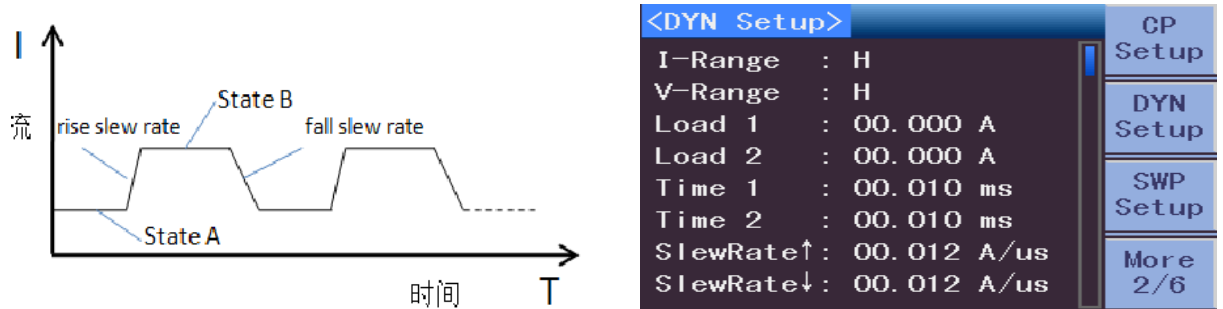 I
流
State B
rise slew rate
fall slew rate
State A
时间
T
<DYN Setup>
I-Range : H
V-Range : H
Load 1 : 00.000 A
Load 2 : 00.000 A
Time 1 : 00.010 ms
Time 2 : 00.010 ms
SlewRate↑: 00.012 A/us
SlewRate↓: 00.012 A/us
CP
Setup
DYN
Setup
SWP
Setup
More
2/6